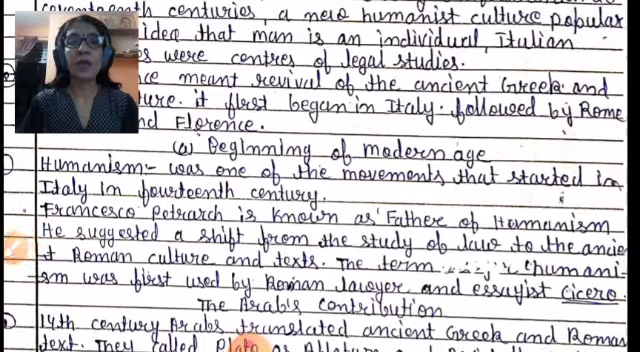 centuries, a new humanist culture popular
idea that man is an individual, Itulian
were centres of legal studies.
meant revival of the ancient Greek and
ture. it first began in Italy. followed by Rome
and Florence.
(a) Beginning of modern age
Humanism:- was one of the movements that started in
Italy in fourteenth century.
Francesco Petrarch is known as 'Father of Humanism
He suggested a shift from the study of law to the ancie-
t Roman culture and texts. The term humani-
sm was first used by Roman lawyer, and essayist Cicero.
The Arab's contribution
14th century Arabs translated ancient Greek and Roman
text. They called Plato as